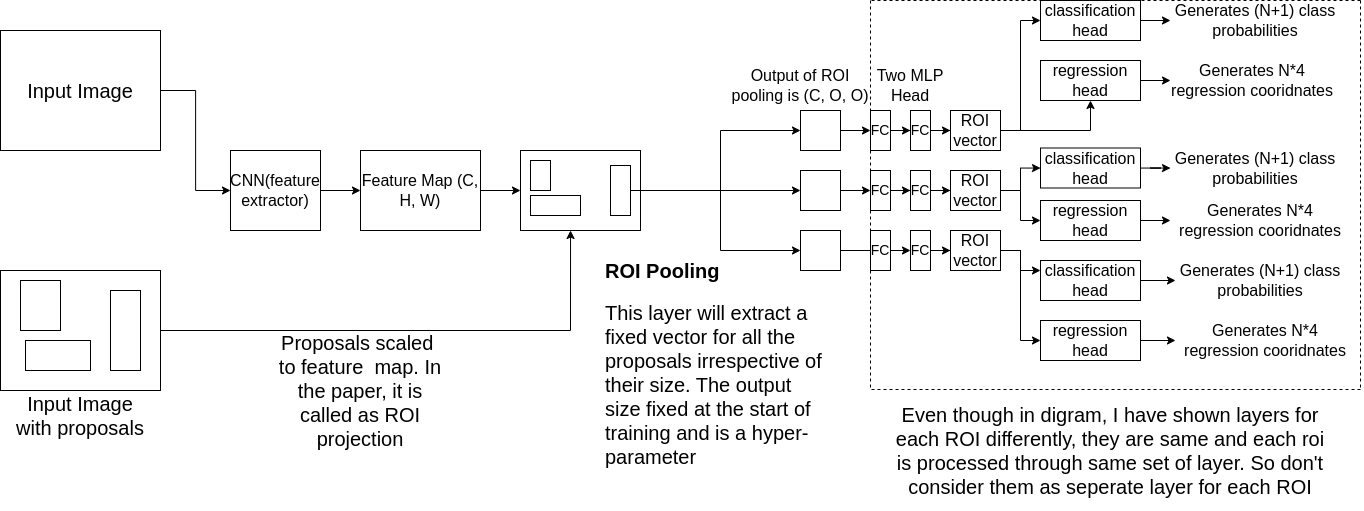 Input Image
CNN(feature
extractor)
Feature Map (C,
H, W)
Input Image
with proposals
Proposals scaled
to feature  map. In
the paper, it is
called as ROI
projection
ROI Pooling
This layer will extract a
fixed vector for all the
proposals irrespective of
their size. The output
size fixed at the start of
training and is a hyper-
parameter
Output of ROI
pooling is (C, O, O)
Two MLP
Head
FC
FC
ROI
vector
classification
head
Generates (N+1) class
probabilities
regression
head
Generates N*4
regression cooridnates
FC
FC
ROI
vector
classification
head
Generates (N+1) class
probabilities
regression
head
Generates N*4
regression cooridnates
FC
FC
ROI
vector
classification
head
Generates (N+1) class
probabilities
regression
head
Generates N*4
regression cooridnates
Even though in digram, I have shown layers for
each ROI differently, they are same and each roi
is processed through same set of layer. So don't
consider them as seperate layer for each ROI